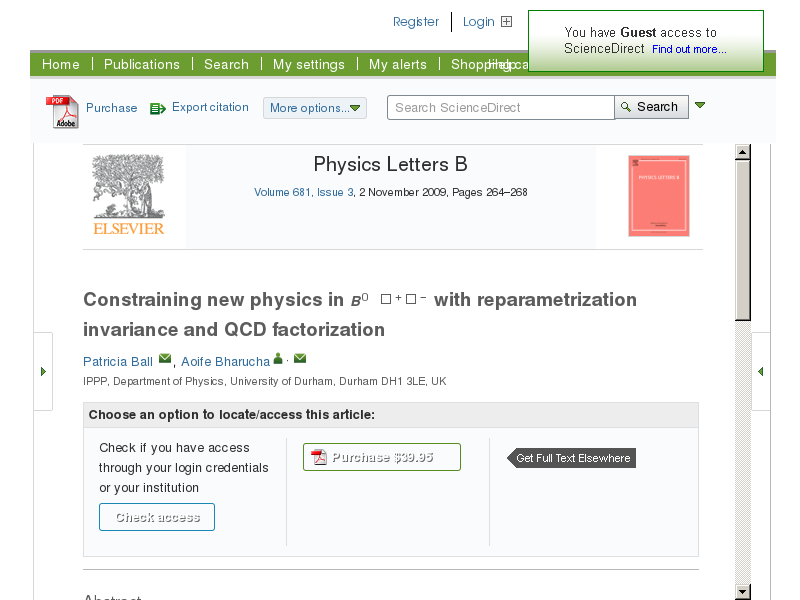 Register Login
You have Guest access to
ScienceDirect Find out more...
Home Publications Search My settings My alerts Shopping ca
PDF
Adobe
Purchase Export citation More options... Search ScienceDirect Search
ELSEVIER
Physics Letters B
Volume 681, Issue 3, 2 November 2009, Pages 264–268
PHYSICS LETTERS B
Constraining new physics in B0 □+□− with reparametrization
invariance and QCD factorization
Patricia Ball , Aoife Bharucha ,
IPPP, Department of Physics, University of Durham, Durham DH1 3LE, UK
Choose an option to locate/access this article:
Check if you have access
through your login credentials
or your institution
Check access
Purchase $39.95
Get Full Text Elsewhere
Abstract